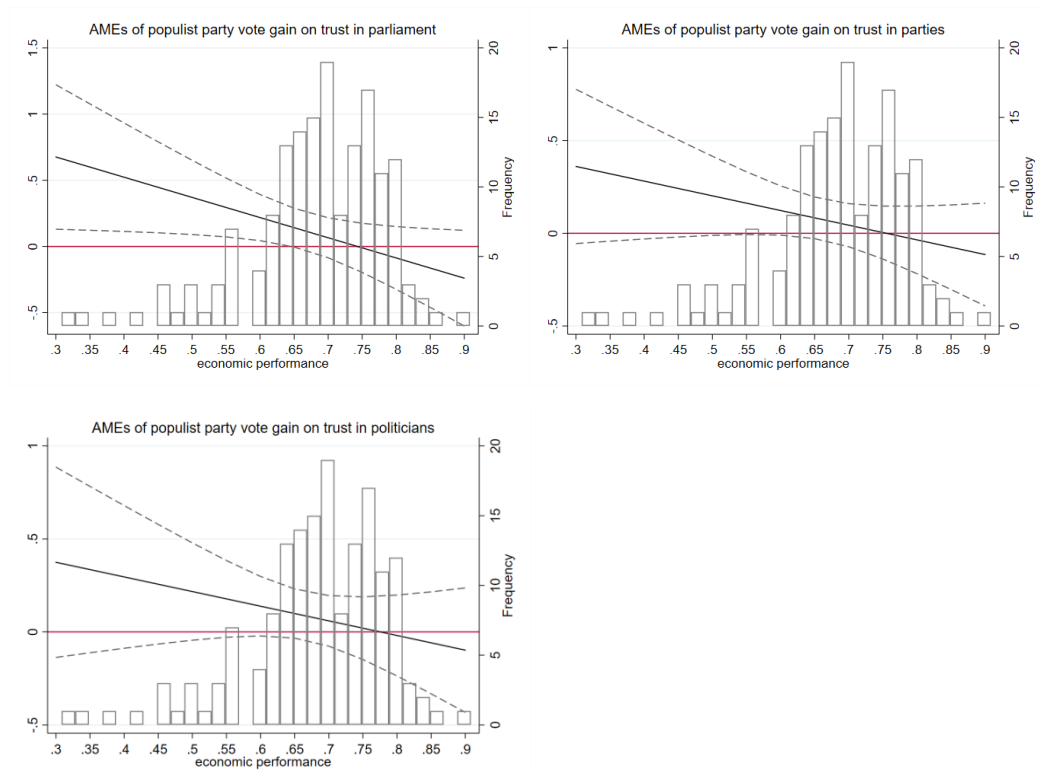 AMEs of populist party vote gain on trust in parliament
1.5
1
.5
0
-.5
20
15
10
5
0
Frequency
.3 .35 .4 .45 .5 .55 .6 .65 .7 .75 .8 .85 .9
economic performance
AMEs of populist party vote gain on trust in parties
1
.5
0
-.5
20
15
10
5
0
Frequency
.3 .35 .4 .45 .5 .55 .6 .65 .7 .75 .8 .85 .9
economic performance
AMEs of populist party vote gain on trust in politicians
1
.5
0
-.5
20
15
10
5
0
Frequency
.3 .35 .4 .45 .5 .55 .6 .65 .7 .75 .8 .85 .9
economic performance